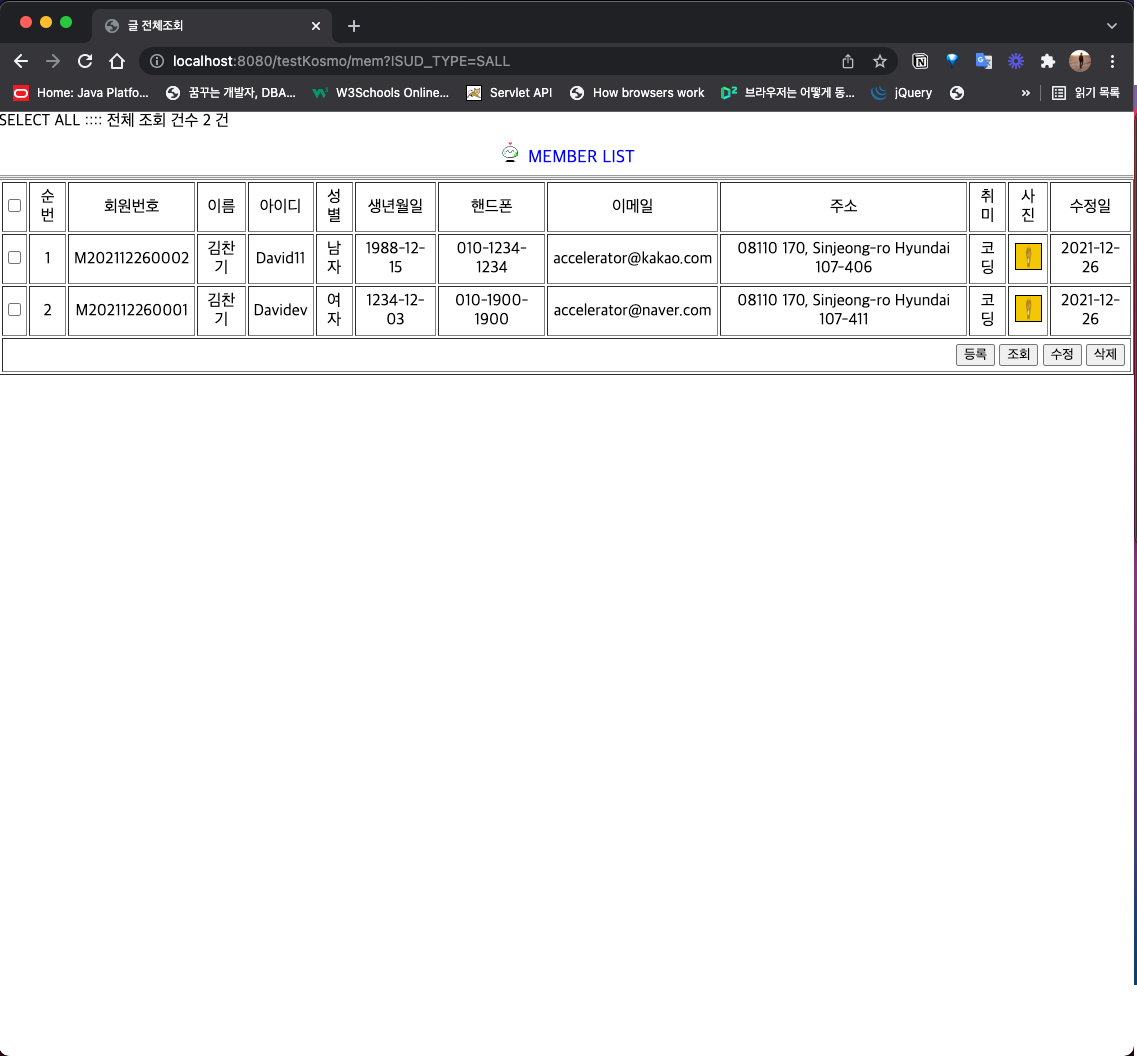 글 전체조회
localhost:8080/testKosmo/mem?ISUD_TYPE=SALL
Home: Java Platfo... 꿈꾸는 개발자, DBA... W3Schools Online... Servlet API How browsers work D2 브라우저는 어떻게 동... jQuery » 읽기 목록
SELECT ALL :::: 전체 조회 건수 2 건
MEMBER LIST
순번 회원번호 이름 아이디 성별 생년월일 핸드폰 이메일 주소 취미 사진 수정일
1 M202112260002 김찬기 David11 남자 1988-12-15 010-1234-1234 accelerator@kakao.com 08110 170, Sinjeong-ro Hyundai 107-406 코딩 2021-12-26
2 M202112260001 김찬기 Davidev 여자 1234-12-03 010-1900-1900 accelerator@naver.com 08110 170, Sinjeong-ro Hyundai 107-411 코딩 2021-12-26
등록 조회 수정 삭제